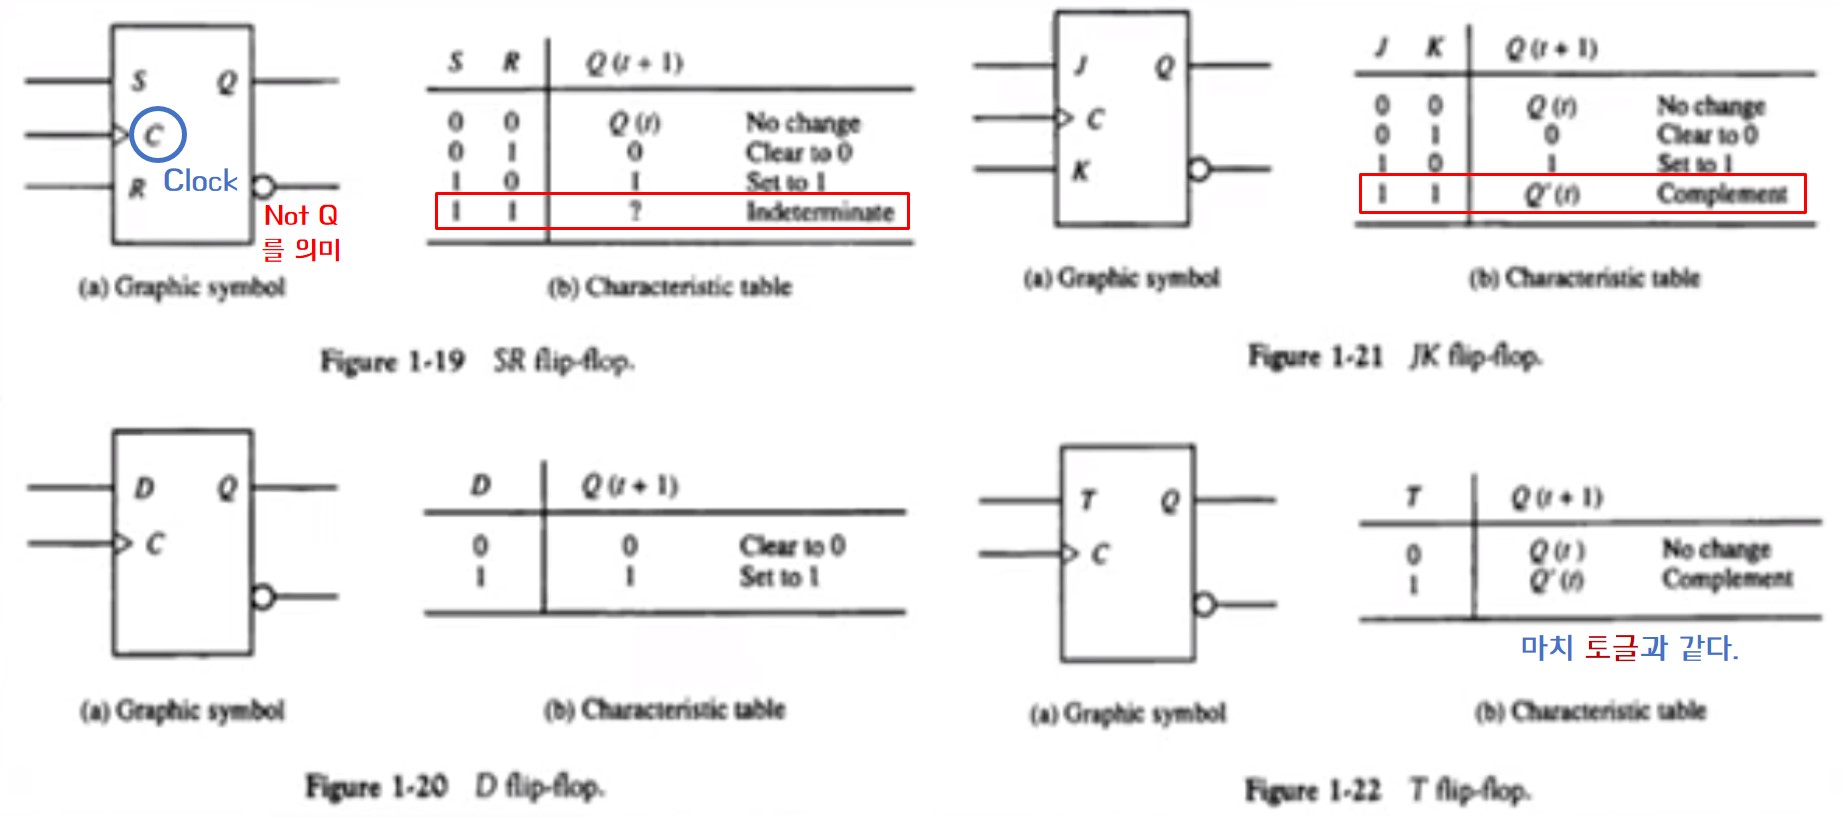 S Q
C
Clock
R
Not Q
를 의미
(a) Graphic symbol
S R Q (t + 1)
0 0 Q (t) No change
0 1 0 Clear to 0
1 0 1 Set to 1
1 1 ? Indeterminate
(b) Characteristic table
Figure 1-19 SR flip-flop.
J Q
C
K
(a) Graphic symbol
J K Q (t + 1)
0 0 Q (t) No change
0 1 0 Clear to 0
1 0 1 Set to 1
1 1 Q' (t) Complement
(b) Characteristic table
Figure 1-21 JK flip-flop.
D Q
C
(a) Graphic symbol
D Q (t + 1)
0 0 Clear to 0
1 1 Set to 1
(b) Characteristic table
Figure 1-20 D flip-flop.
T Q
C
(a) Graphic symbol
T Q (t + 1)
0 Q (t) No change
1 Q' (t) Complement
마치 토글과 같다.
(b) Characteristic table
Figure 1-22 T flip-flop.